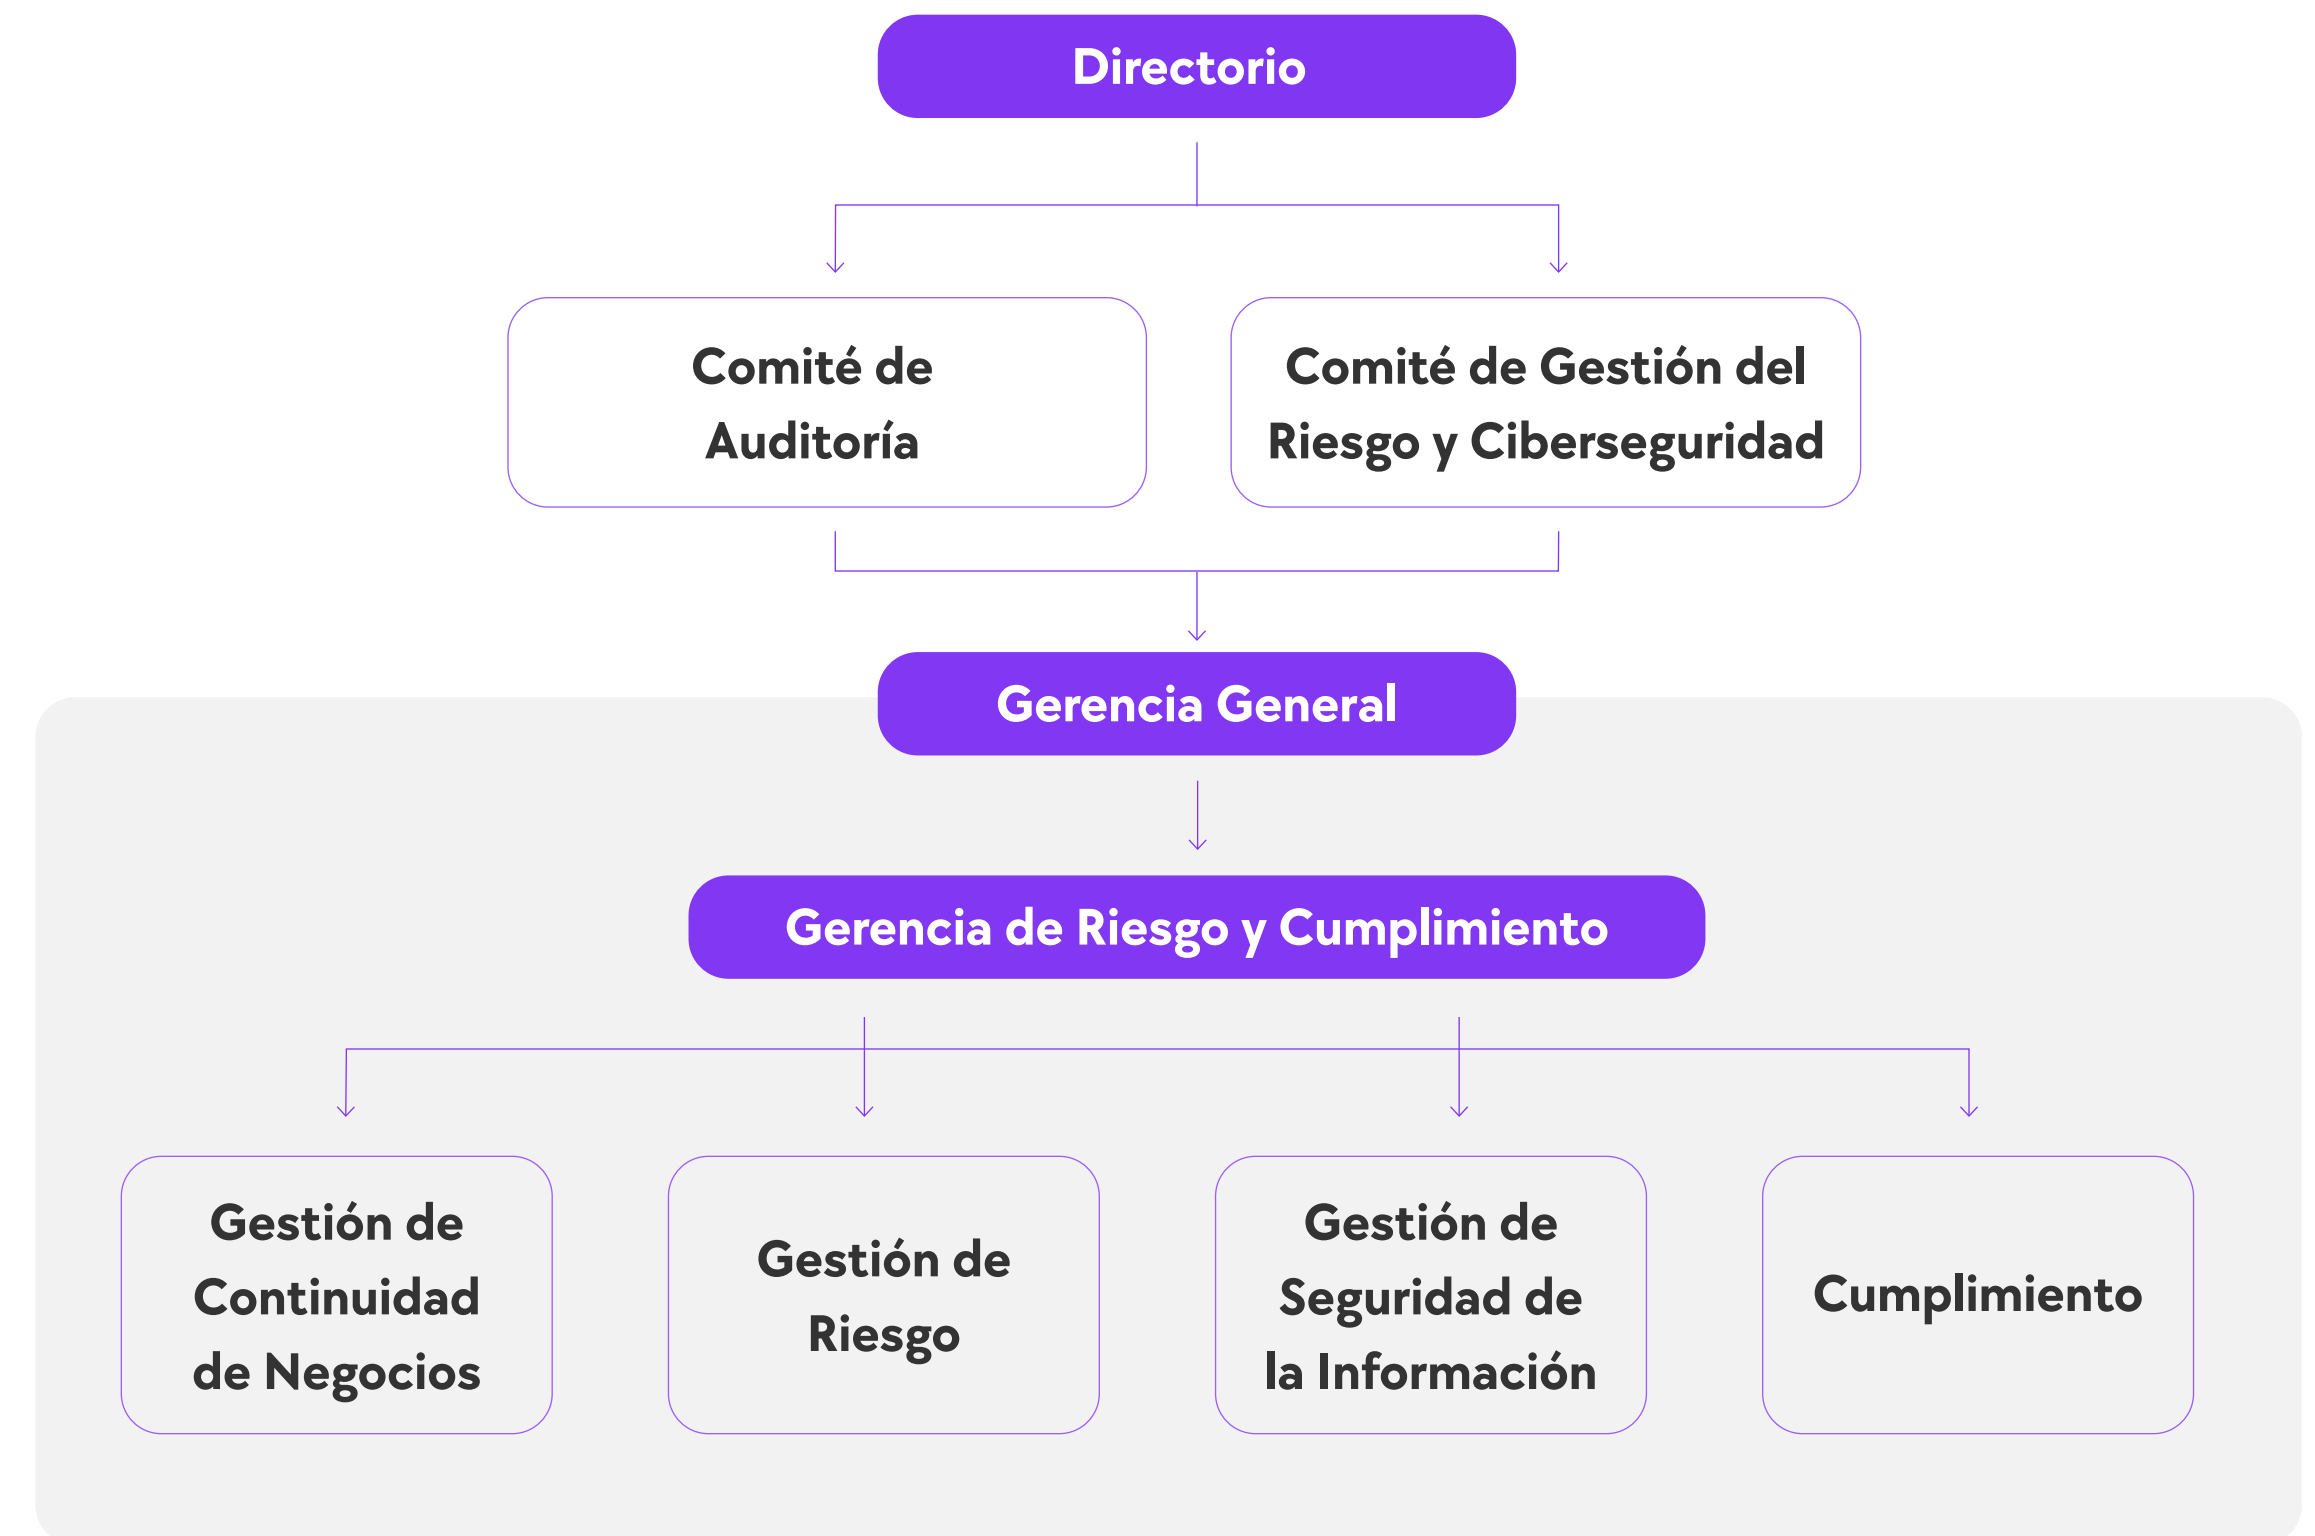 Directorio
Comité de
Auditoría
Comité de Gestión del
Riesgo y Ciberseguridad
Gerencia General
Gerencia de Riesgo y Cumplimiento
Gestión de
Continuidad
de Negocios
Gestión de
Riesgo
Gestión de
Seguridad de
la Información
Cumplimiento